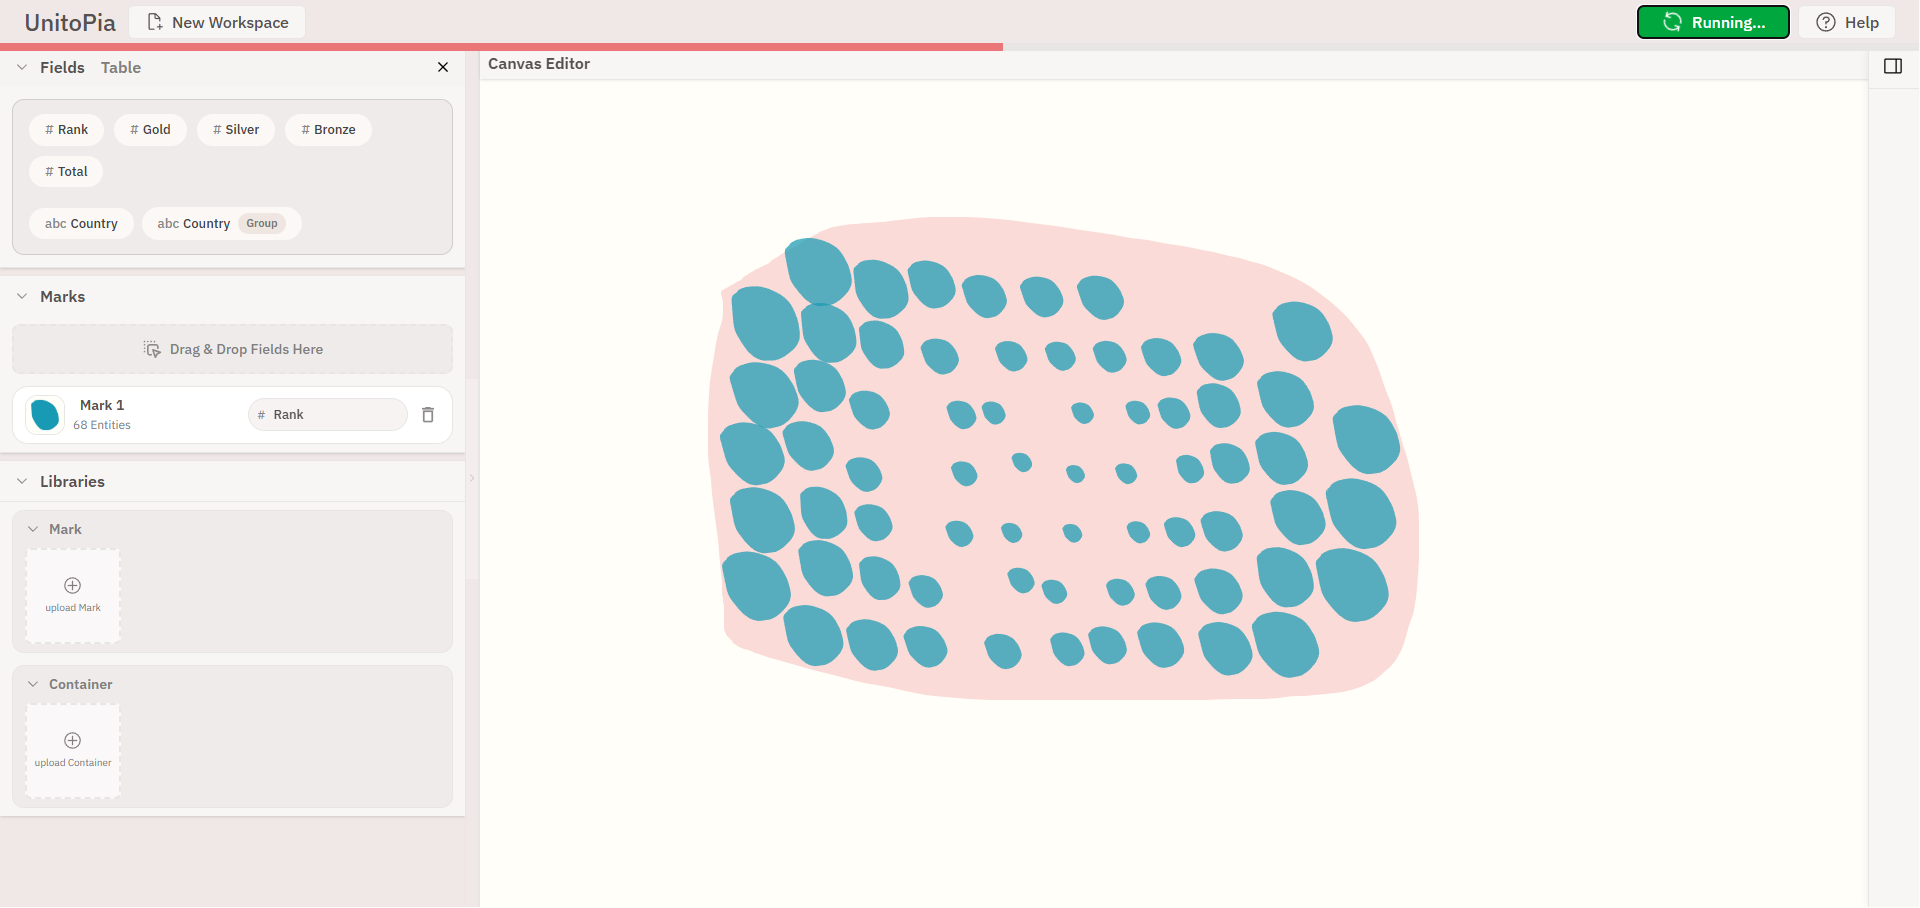 UnitoPia
New Workspace
Running...
Help
Fields Table
Canvas Editor
# Rank # Gold # Silver # Bronze
# Total
abc Country abc Country Group
Marks
Drag & Drop Fields Here
Mark 1
68 Entities
# Rank
Libraries
Mark
upload Mark
Container
upload Container